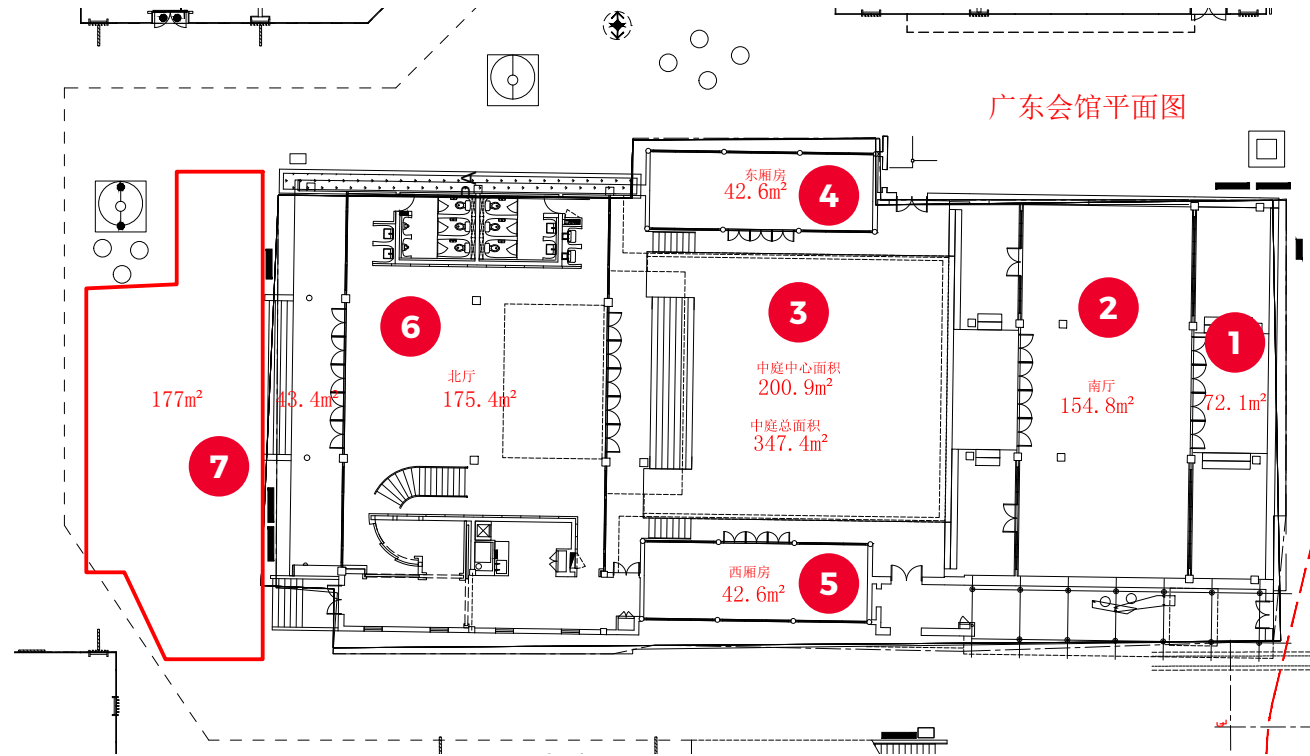 广东会馆平面图
东厢房
42.6m²
4
3
2
1
6
中庭中心面积
200.9m²
北厅
175.4m²
南厅
154.8m²
177m²
43.4m²
72.1m²
中庭总面积
347.4m²
7
西厢房
42.6m²
5